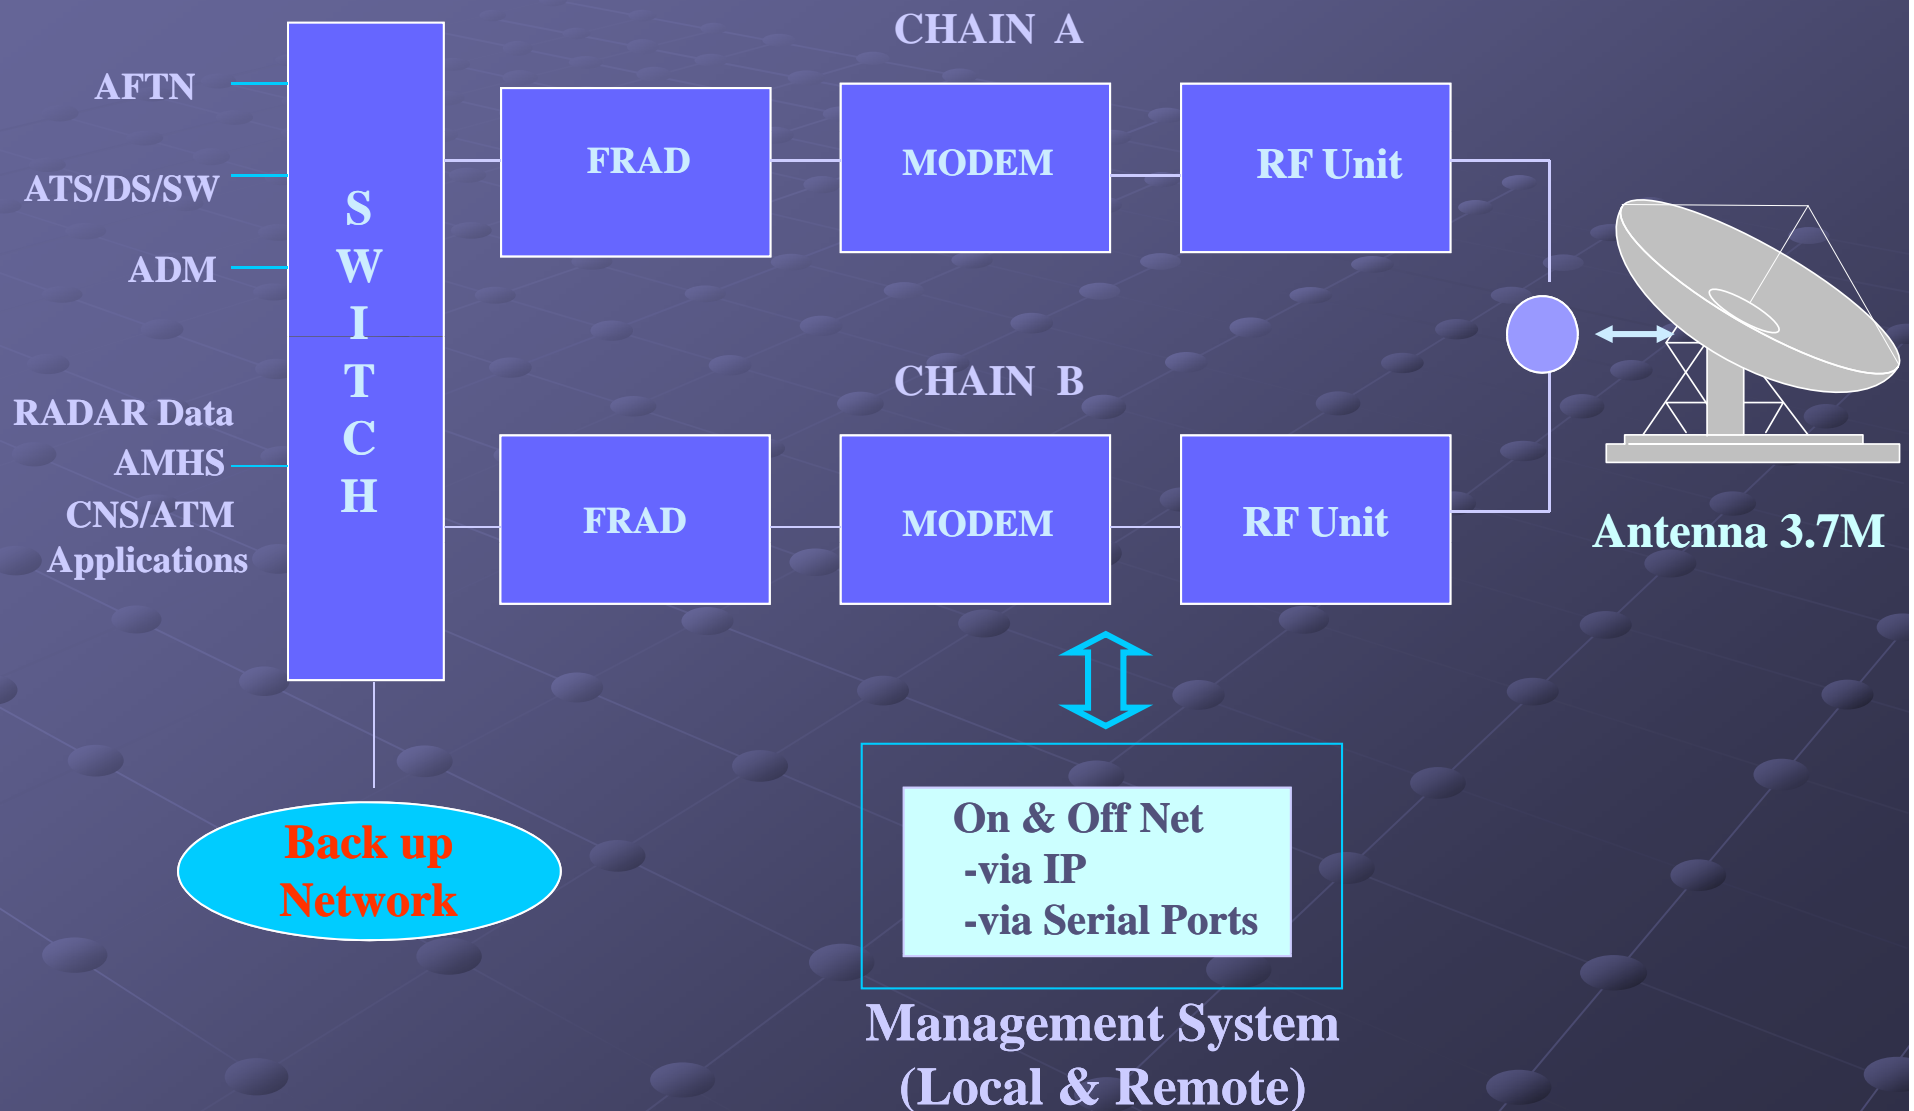 CHAIN A
AFTN
ATS/DS/SW
ADM
RADAR Data
AMHS
CNS/ATM
Applications
S
W
I
T
C
H
FRAD
MODEM
RF Unit
CHAIN B
FRAD
MODEM
RF Unit
Antenna 3.7M
Back up
Network
On & Off Net
-via IP
-via Serial Ports
Management System
(Local & Remote)